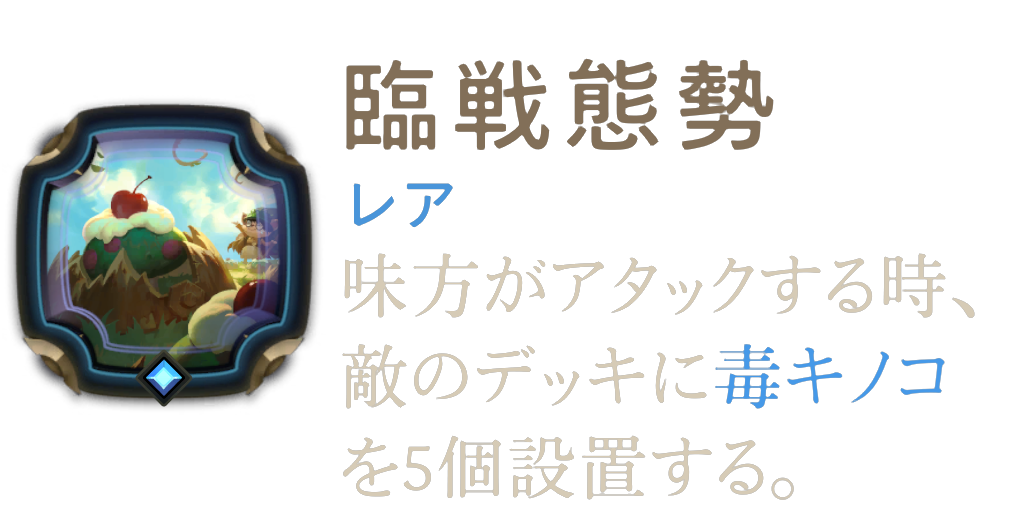 臨戦態勢
レア
味方がアタックする時、
敵のデッキに毒キノコ
を5個設置する。